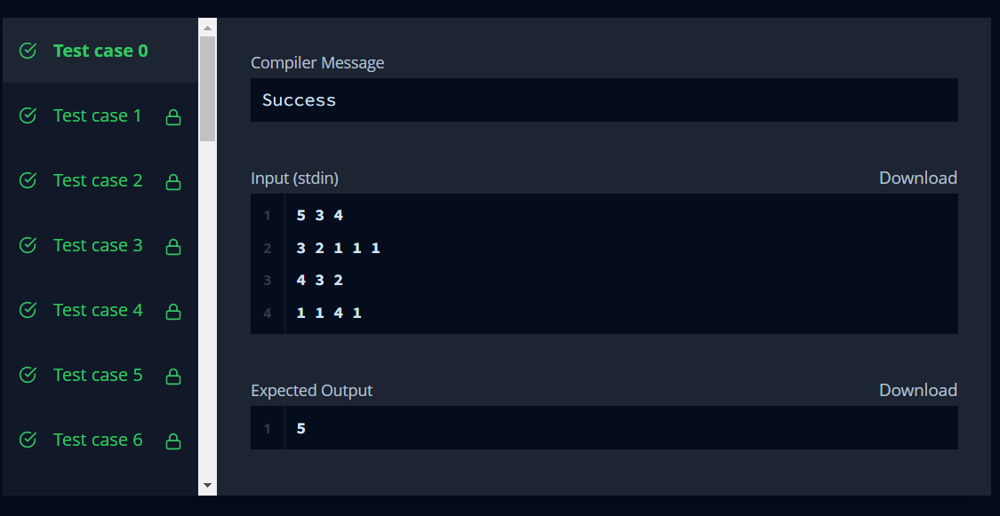 Test case 0
Test case 1
Test case 2
Test case 3
Test case 4
Test case 5
Test case 6
Compiler Message
Success
Input (stdin)
Download
1 5 3 4
2 3 2 1 1 1
3 4 3 2
4 1 1 4 1
Expected Output
Download
1 5